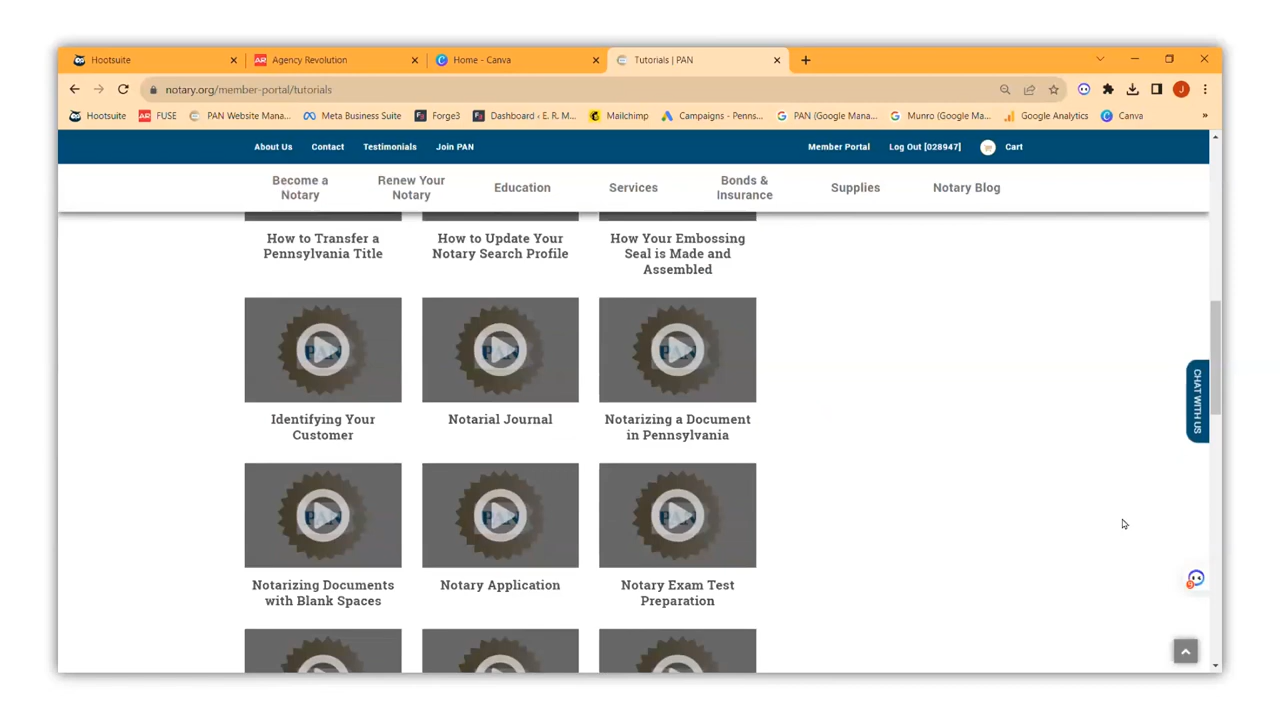 Hootsuite
Agency Revolution
Home - Canva
Tutorials | PAN
notary.org/member-portal/tutorials
Hootsuite
FUSE
PAN Website Mana...
Meta Business Suite
Forge3
Dashboard ‹ E. R. M...
Mailchimp
Campaigns - Penns...
PAN (Google Mana...
Munro (Google Ma...
Google Analytics
Canva
About Us
Contact
Testimonials
Join PAN
Member Portal
Log Out [028947]
Cart
Become a
Notary
Renew Your
Notary
Education
Services
Bonds &
Insurance
Supplies
Notary Blog
How to Transfer a
Pennsylvania Title
How to Update Your
Notary Search Profile
How Your Embossing
Seal is Made and
Assembled
Identifying Your
Customer
Notarial Journal
Notarizing a Document
in Pennsylvania
Notarizing Documents
with Blank Spaces
Notary Application
Notary Exam Test
Preparation
CHAT WITH US